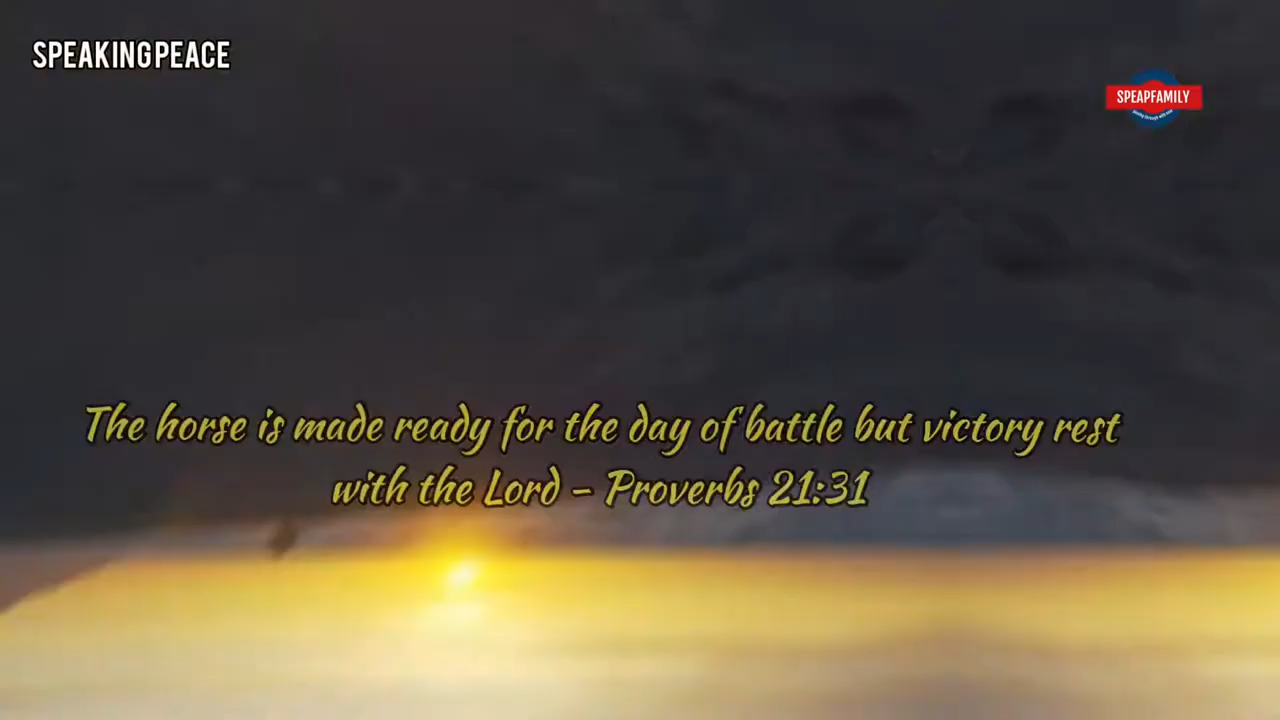 SPEAKINGPEACE
SPEAPFAMILY
The horse is made ready for the day of battle but victory rest
with the Lord - Proverbs 21:31